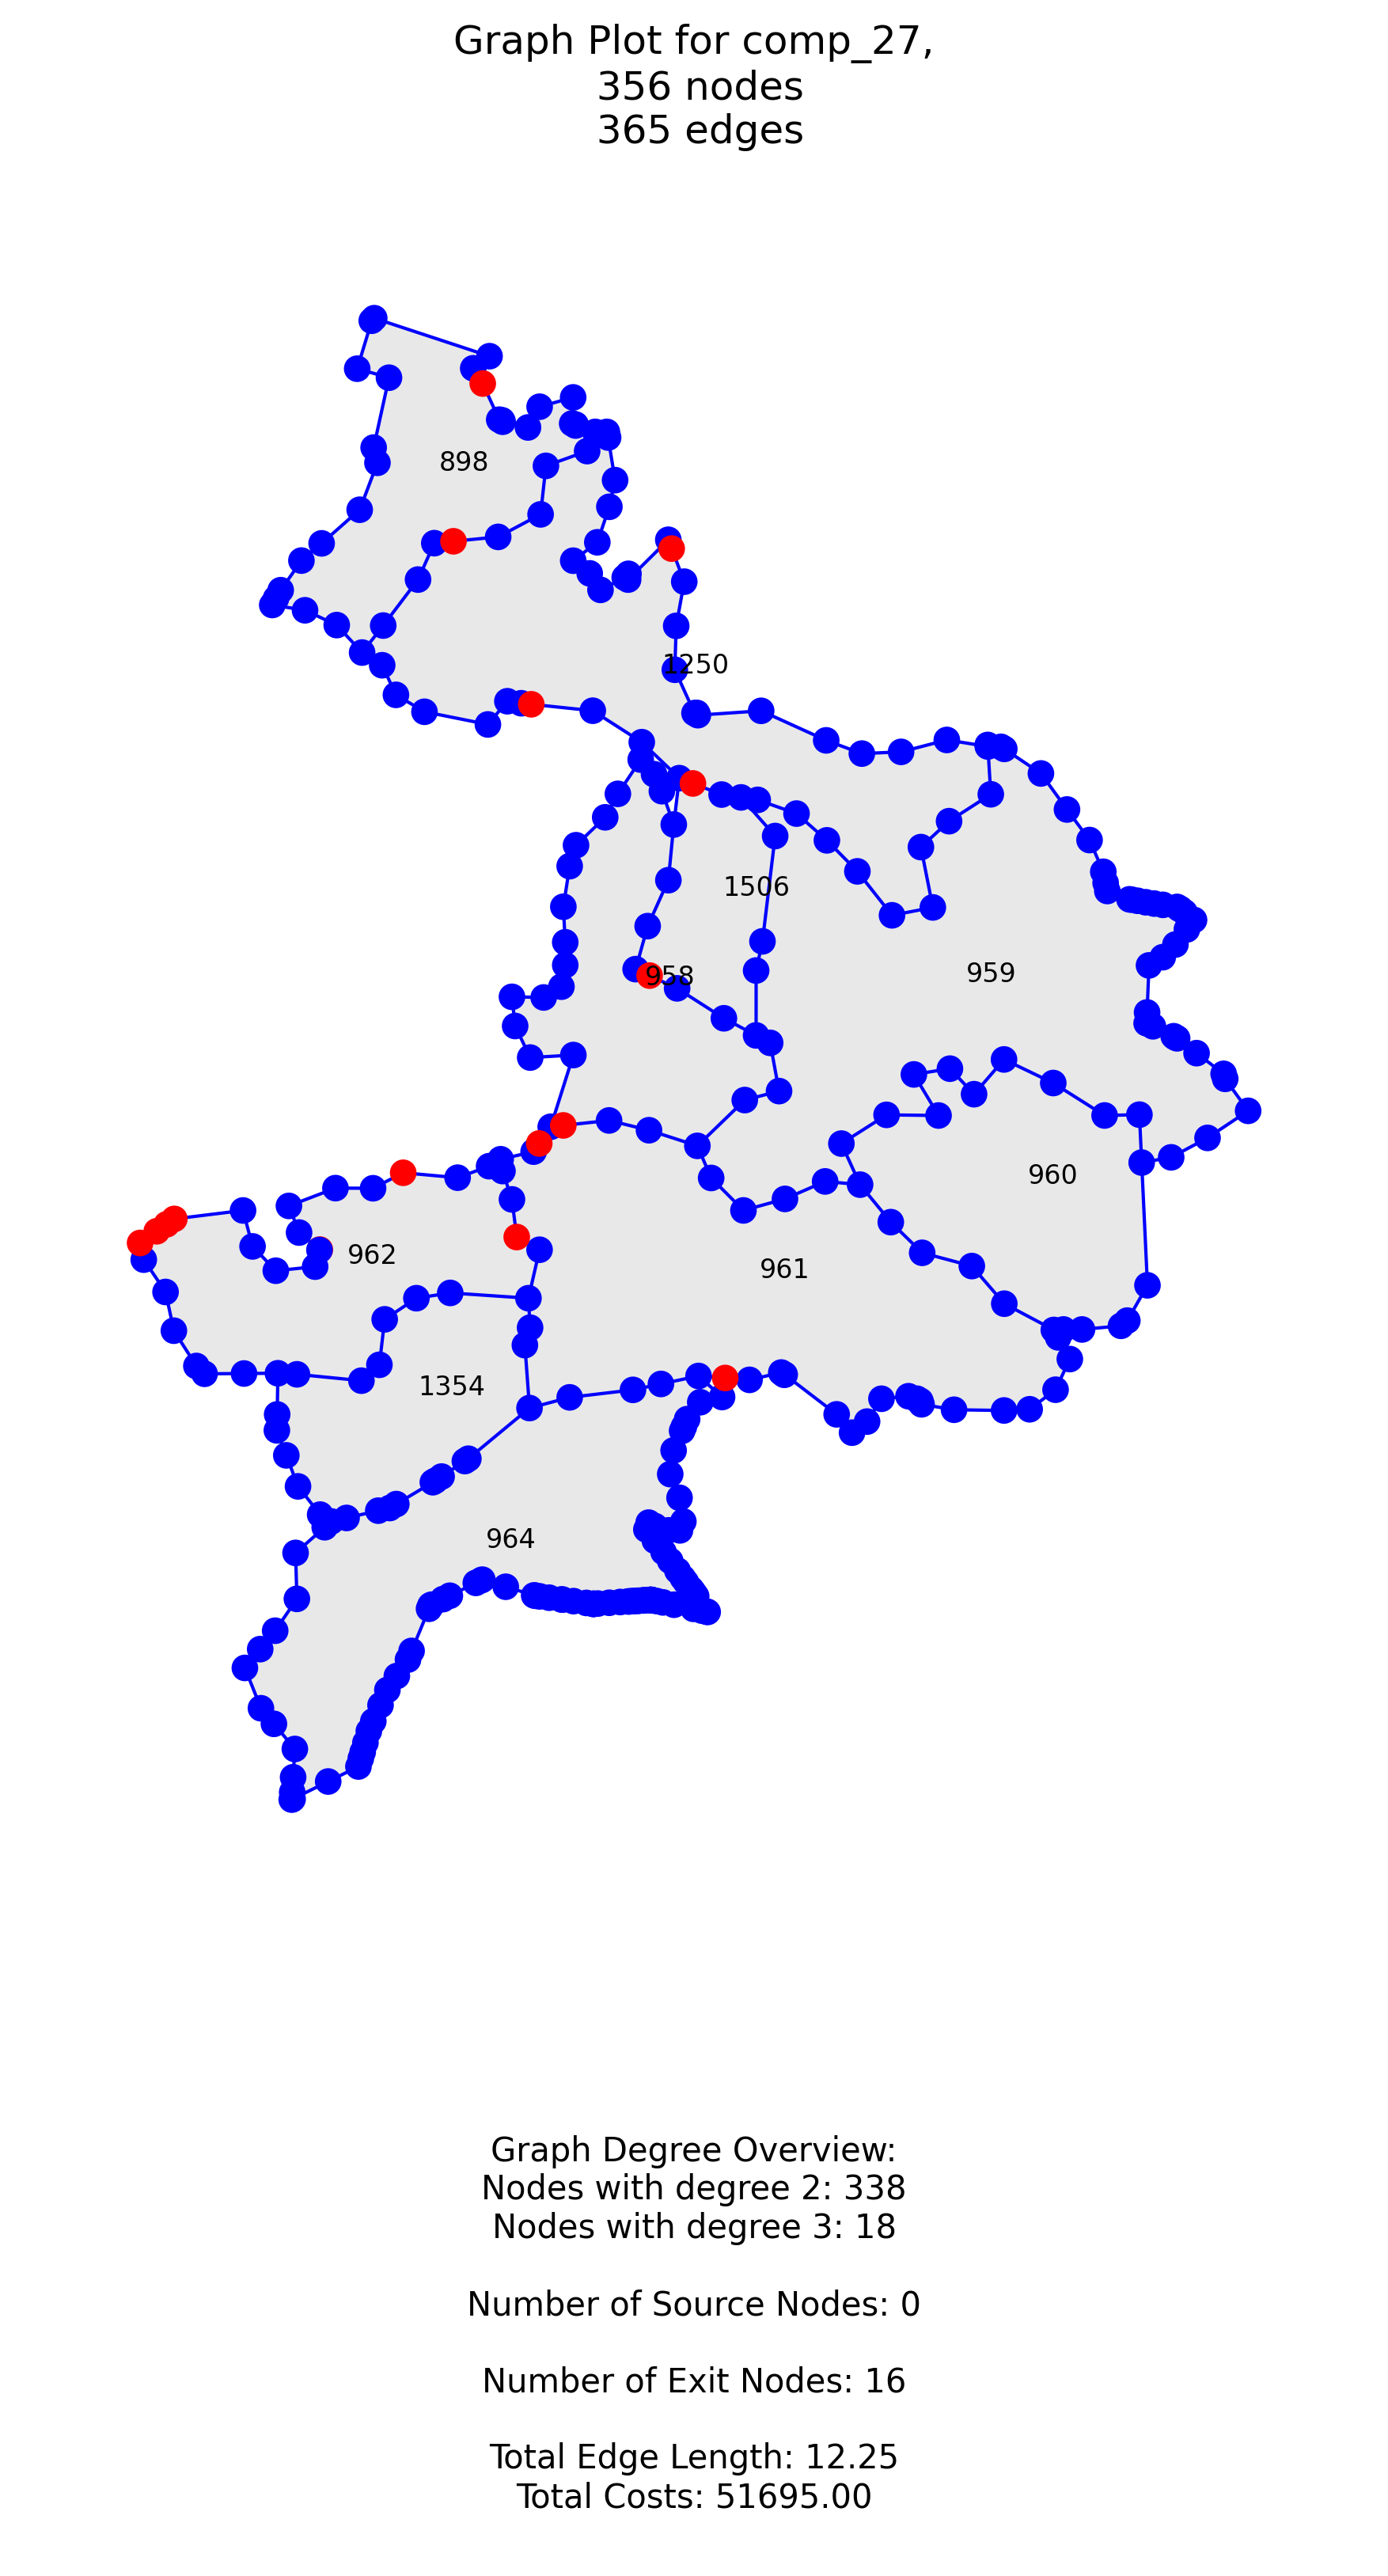 Graph Plot for comp_27,
356 nodes
365 edges
898
1250
1506
958
959
960
962
961
1354
964
Graph Degree Overview:
Nodes with degree 2: 338
Nodes with degree 3: 18
Number of Source Nodes: 0
Number of Exit Nodes: 16
Total Edge Length: 12.25
Total Costs: 51695.00